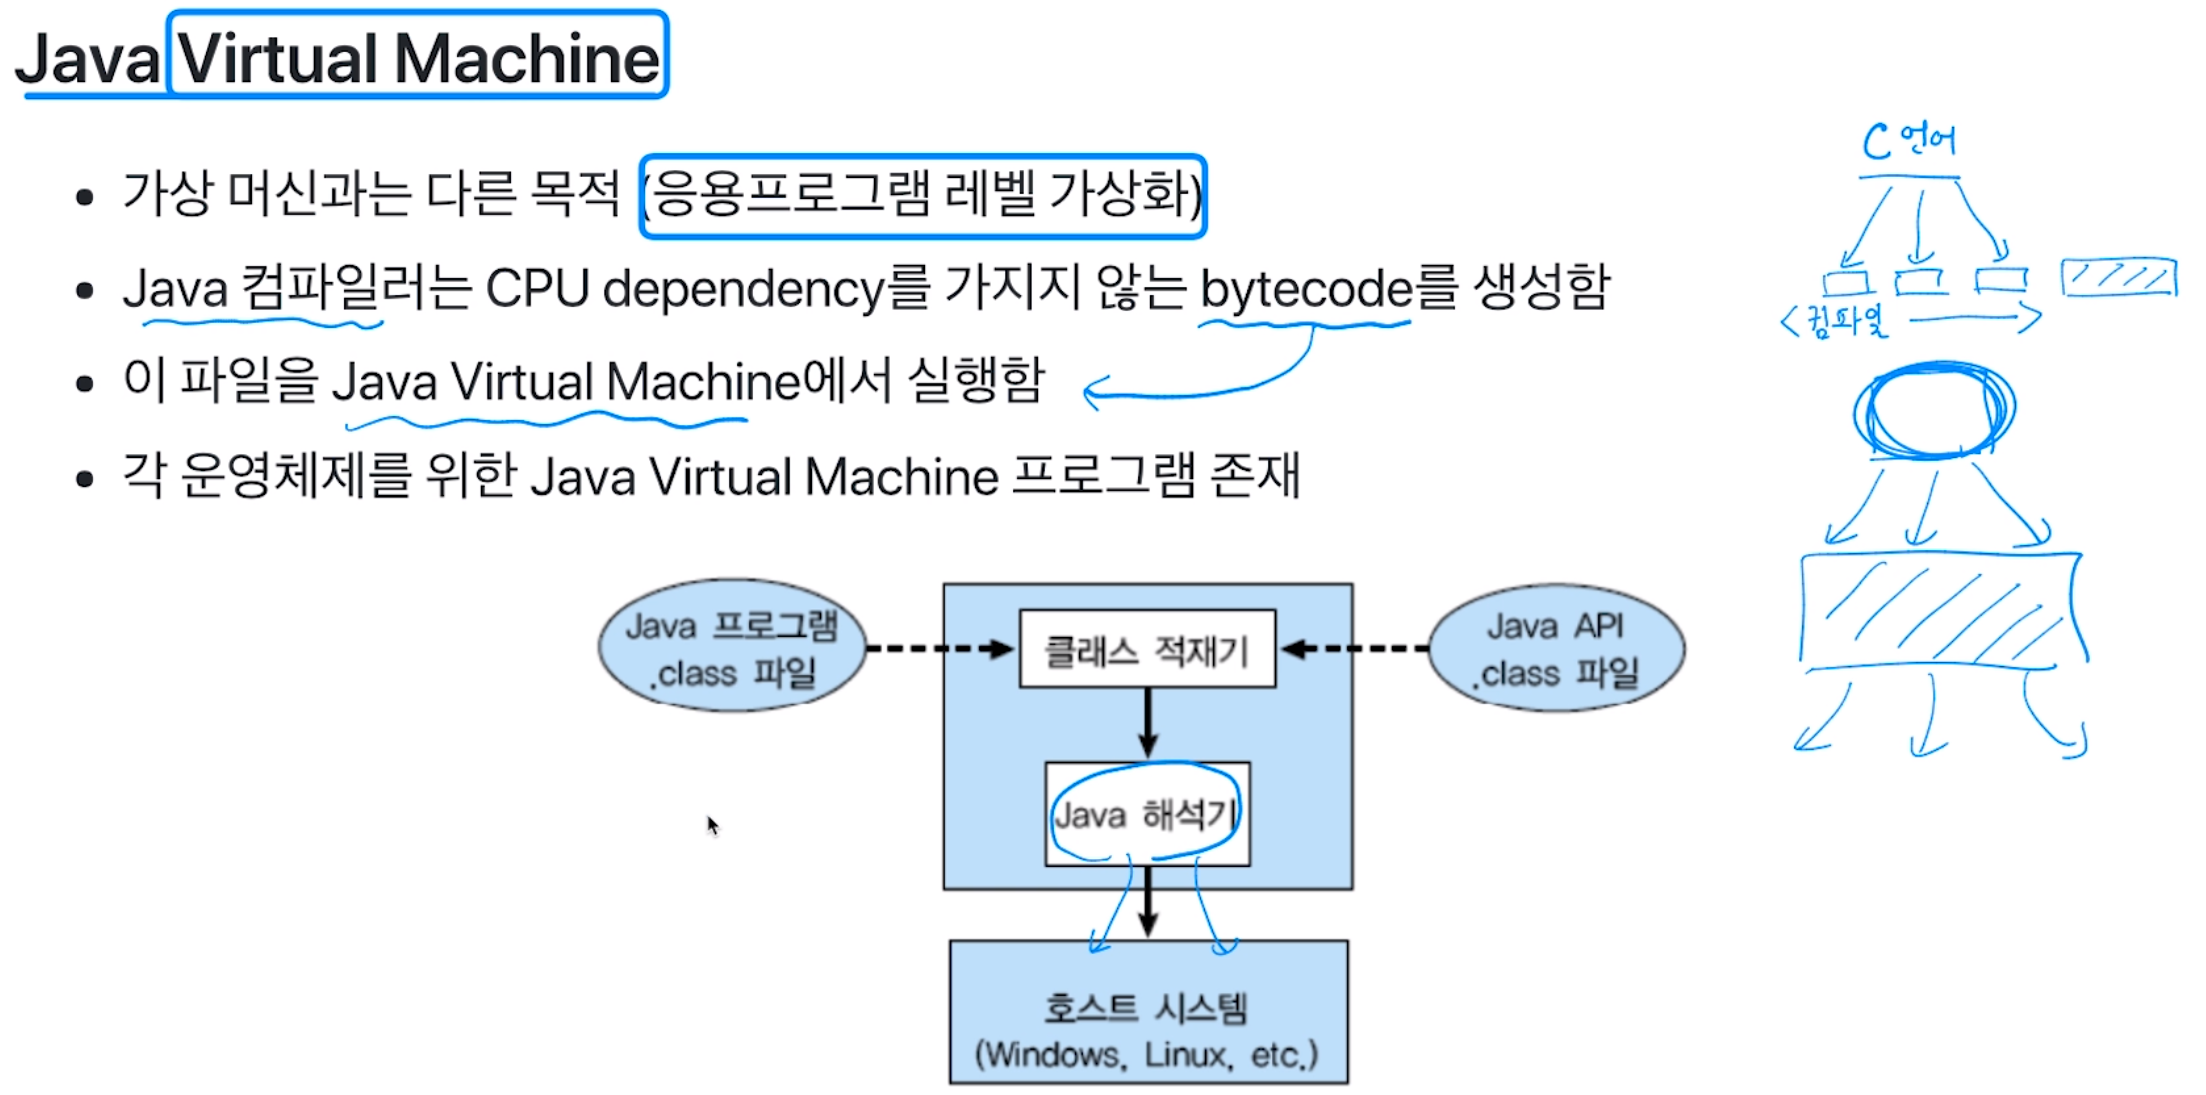 Java Virtual Machine
• 가상 머신과는 다른 목적 (응용프로그램 레벨 가상화)
• Java 컴파일러는 CPU dependency를 가지지 않는 bytecode를 생성함
• 이 파일을 Java Virtual Machine에서 실행함
• 각 운영체제를 위한 Java Virtual Machine 프로그램 존재
C 언어
<컴파일
Java 프로그램
.class 파일
클래스 적재기
Java API
.class 파일
Java 해석기
호스트 시스템
(Windows, Linux, etc.)